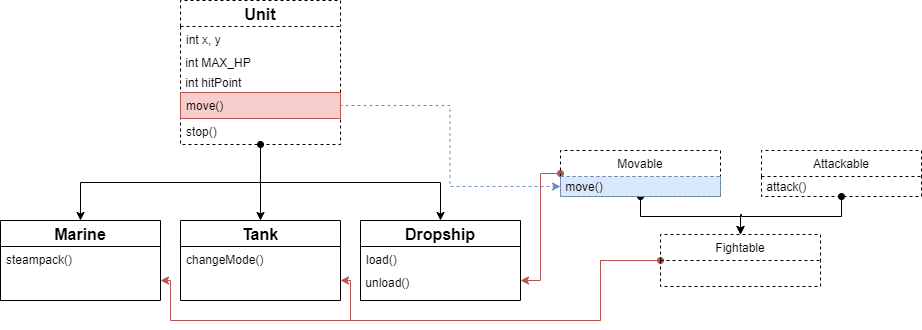 Unit
int x, y
int MAX_HP
int hitPoint
move()
stop()
Movable
move()
Attackable
attack()
Marine
steampack()
Tank
changeMode()
Dropship
load()
unload()
Fightable